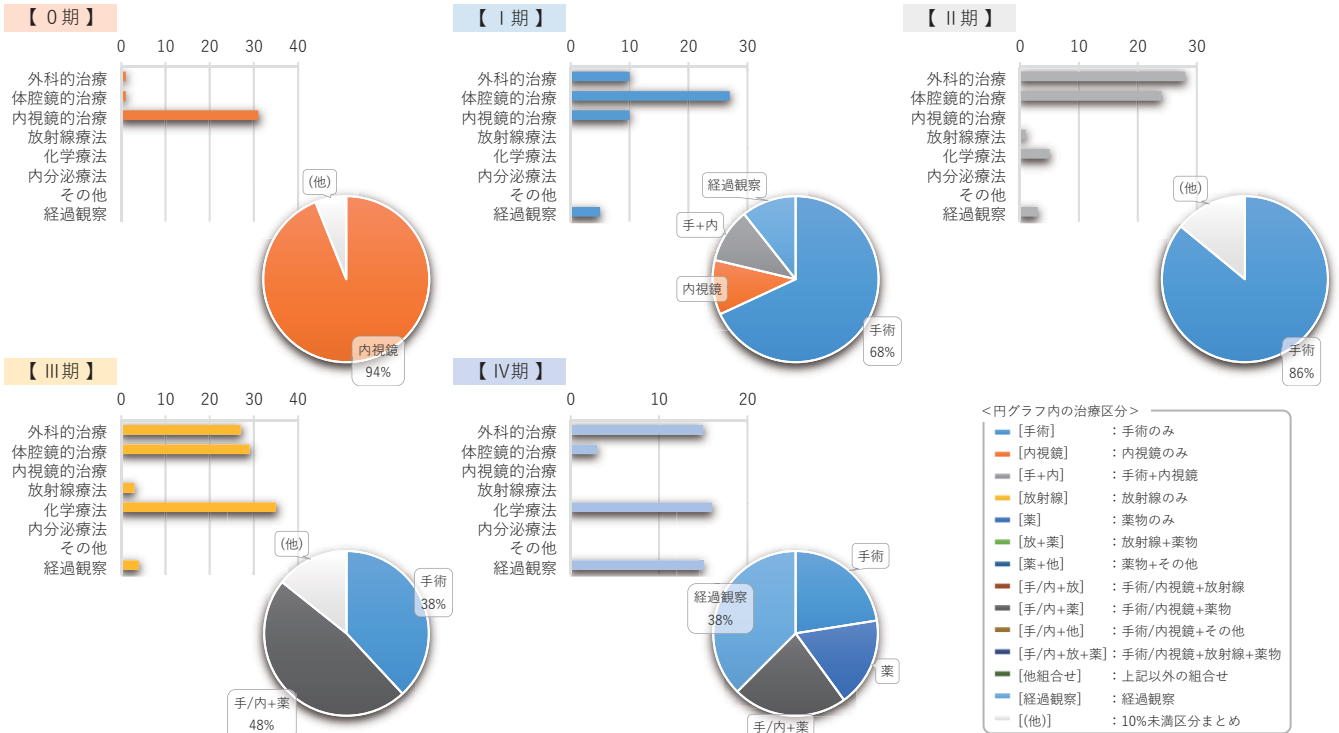 【 0期 】
0 10 20 30 40
外科的治療
体腔鏡的治療
内視鏡的治療
放射線療法
化学療法
内分泌療法
その他
経過観察
(他)
内視鏡
94%
【 I期 】
0 10 20 30
外科的治療
体腔鏡的治療
内視鏡的治療
放射線療法
化学療法
内分泌療法
その他
経過観察
経過観察
手+内
内視鏡
手術
68%
【 II期 】
0 10 20 30
外科的治療
体腔鏡的治療
内視鏡的治療
放射線療法
化学療法
内分泌療法
その他
経過観察
(他)
手術
86%
【 III期 】
0 10 20 30 40
外科的治療
体腔鏡的治療
内視鏡的治療
放射線療法
化学療法
内分泌療法
その他
経過観察
(他)
手術
38%
手/内+薬
48%
【 IV期 】
0 10 20
外科的治療
体腔鏡的治療
内視鏡的治療
放射線療法
化学療法
内分泌療法
その他
経過観察
手術
経過観察
38%
薬
手/内+薬
<円グラフ内の治療区分>
[手術] :手術のみ
[内視鏡] :内視鏡のみ
[手+内] :手術+内視鏡
[放射線] :放射線のみ
[薬] :薬物のみ
[放+薬] :放射線+薬物
[薬+他] :薬物+その他
[手/内+放] :手術/内視鏡+放射線
[手/内+薬] :手術/内視鏡+薬物
[手/内+他] :手術/内視鏡+その他
[手/内+放+薬]:手術/内視鏡+放射線+薬物
[他組合せ] :上記以外の組合せ
[経過観察] :経過観察
[(他)] :10%未満区分まとめ